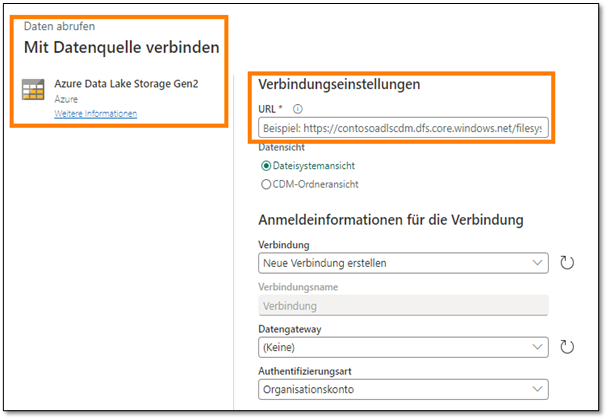 Daten abrufen
Mit Datenquelle verbinden
Azure Data Lake Storage Gen2
Azure
Weitere Informationen
Verbindungseinstellungen
URL *
Beispiel: https://contosoadlscdm.dfs.core.windows.net/filesys
Datensicht
Dateisystemansicht
CDM-Ordneransicht
Anmeldeinformationen für die Verbindung
Verbindung
Neue Verbindung erstellen
Verbindungsname
Verbindung
Datengateway
(Keine)
Authentifizierungsart
Organisationskonto